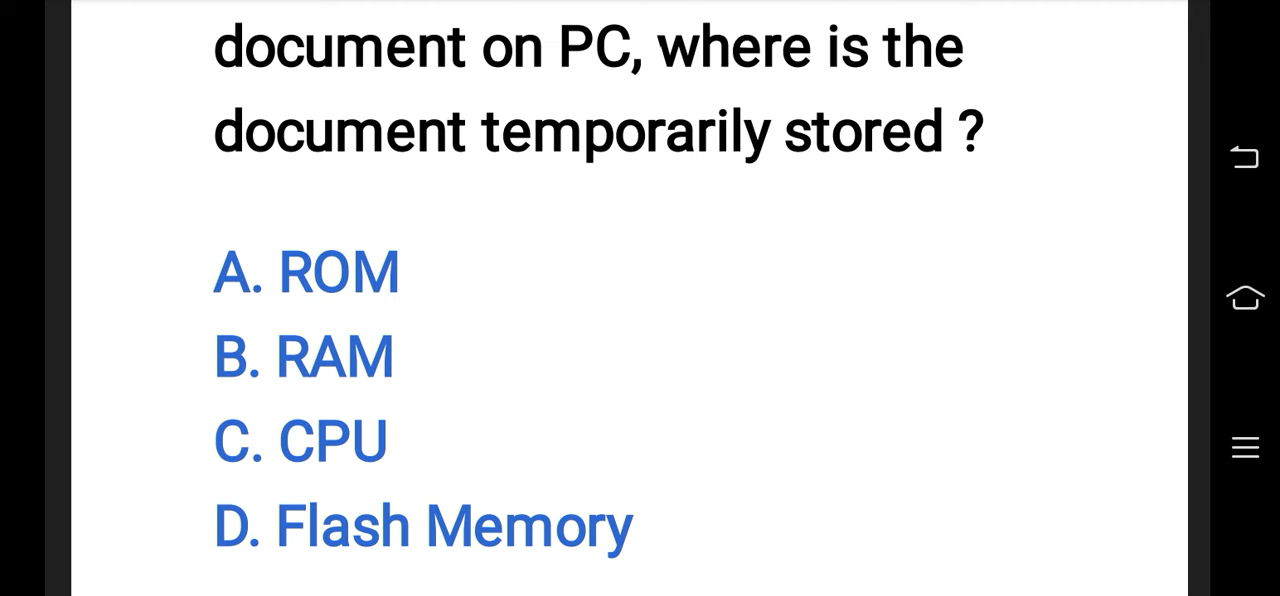 document on PC, where is the
document temporarily stored ?
A. ROM
B. RAM
C. CPU
D. Flash Memory